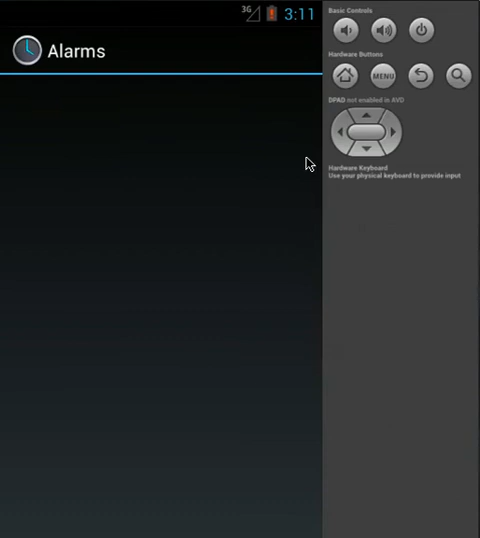 3G
3:11
Alarms
Basic Controls
Hardware Buttons
MENU
DPAD not enabled in AVD
Hardware Keyboard
Use your physical keyboard to provide input